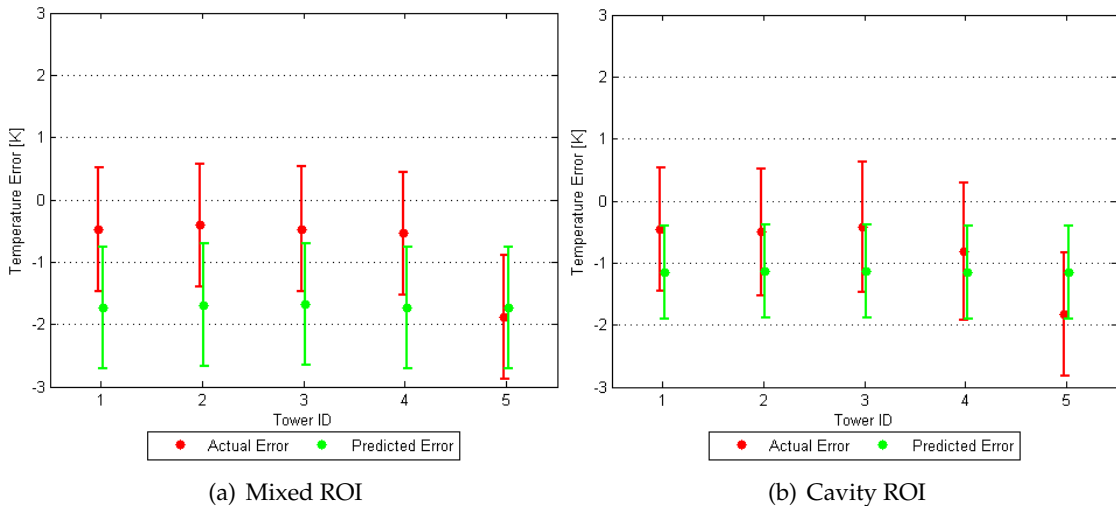 3
2
1
0
-1
-2
-3
Temperature Error [K]
1 2 3 4 5
Tower ID
Actual Error Predicted Error
(a) Mixed ROI
3
2
1
0
-1
-2
-3
Temperature Error [K]
1 2 3 4 5
Tower ID
Actual Error Predicted Error
(b) Cavity ROI